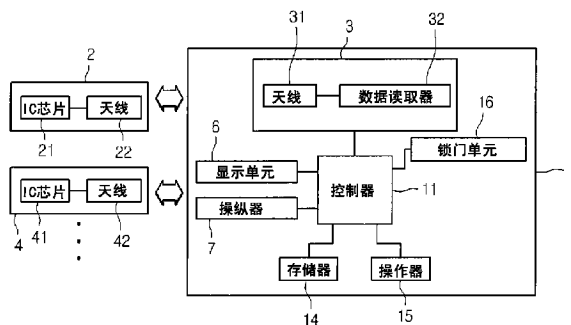 31
3
32
2
天线
数据读取器
16
IC芯片
天线
6
锁门单元
21
22
显示单元
控制器
11
IC芯片
天线
操纵器
41
42
4
7
存储器
操作器
14
15